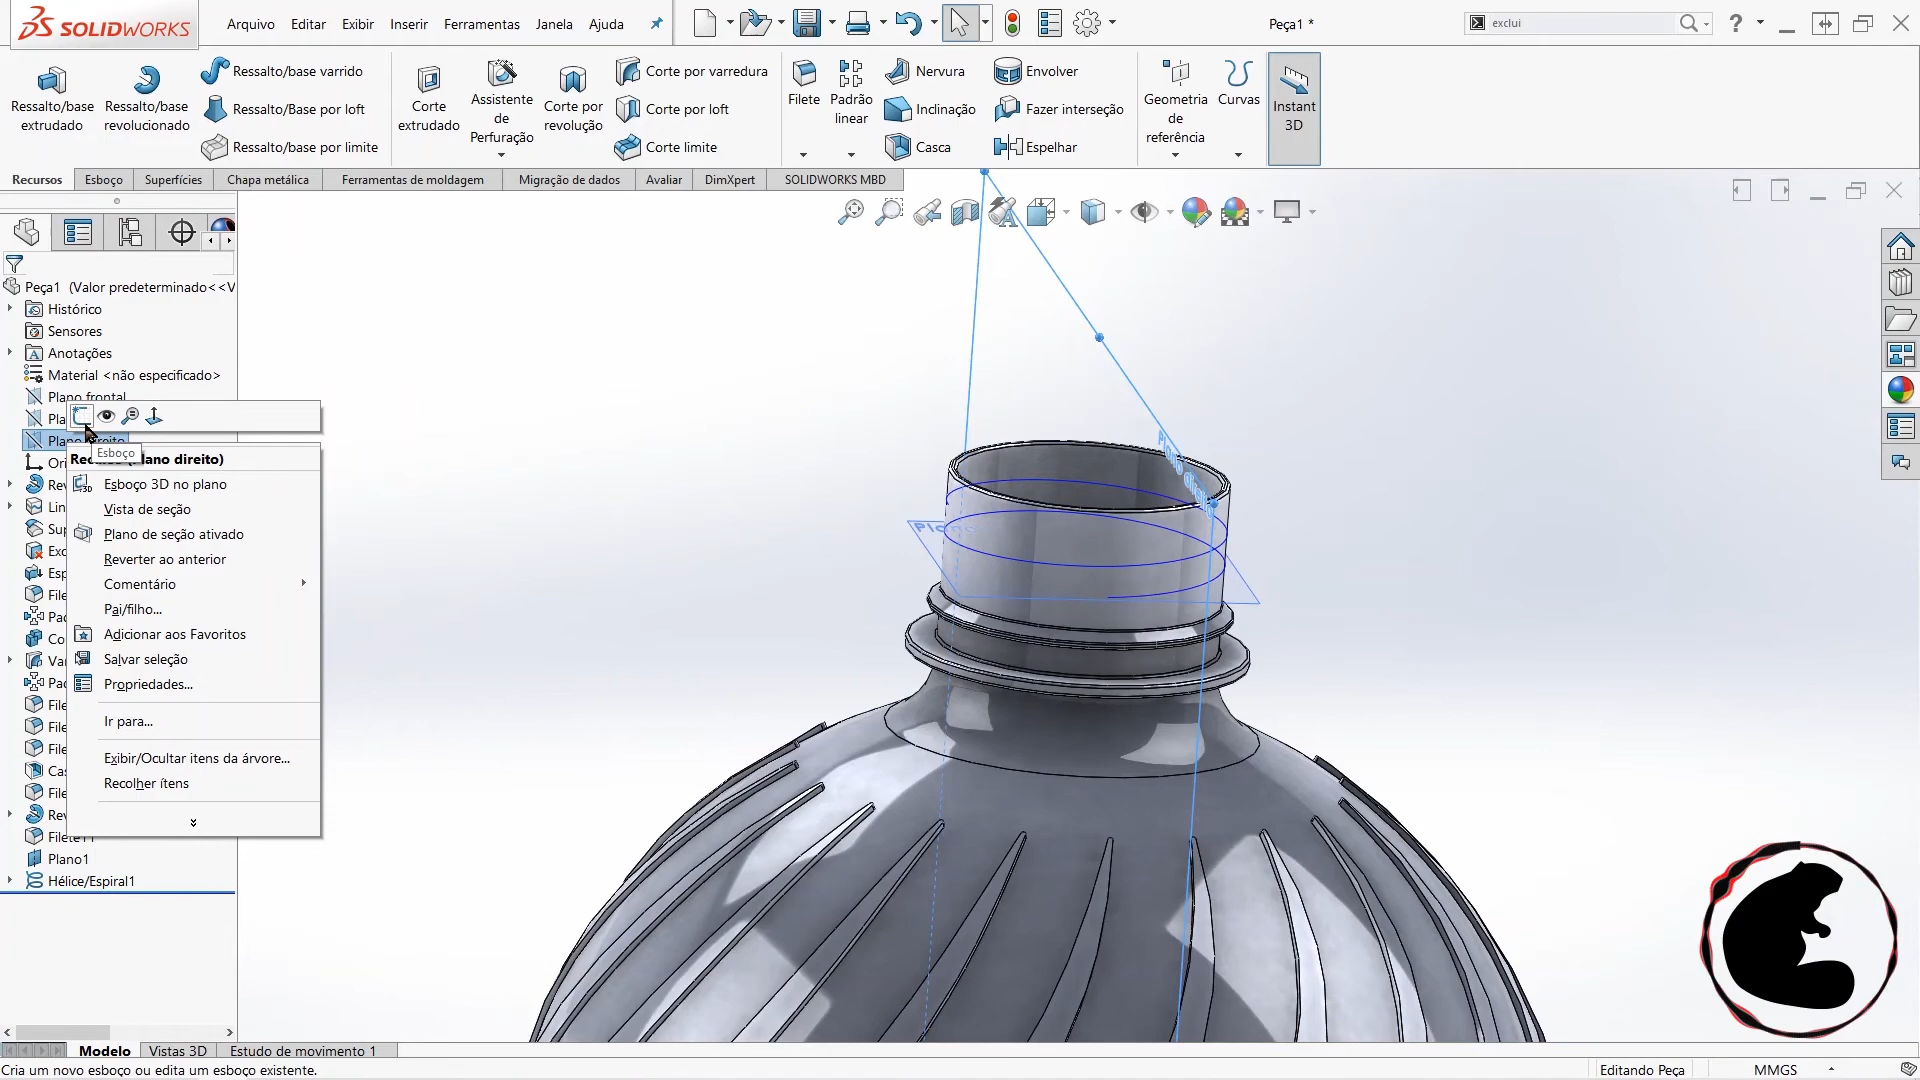 SOLIDWORKS
Arquivo Editar Exibir Inserir Ferramentas Janela Ajuda
Peça1 *
exclui
Ressalto/base extrudado
Ressalto/base revolucionado
Ressalto/base varrido
Ressalto/Base por loft
Ressalto/base por limite
Corte extrudado
Assistente de Perfuração
Corte por revolução
Corte por varredura
Corte por loft
Corte limite
Filete
Padrão linear
Nervura
Inclinação
Casca
Envolver
Fazer interseção
Espelhar
Geometria de referência
Curvas
Instant 3D
Recursos Esboço Superfícies Chapa metálica Ferramentas de moldagem Migração de dados Avaliar DimXpert SOLIDWORKS MBD
Peça1 (Valor predeterminado<<V
Histórico
Sensores
Anotações
Material <não especificado>
Plano frontal
Esboço
Esboço 3D no plano
Vista de seção
Plano de seção ativado
Reverter ao anterior
Comentário
Pai/filho...
Adicionar aos Favoritos
Salvar seleção
Propriedades...
Ir para...
Exibir/Ocultar itens da árvore...
Recolher ítens
Plano1
Hélice/Espiral1
Plano direito
Modelo Vistas 3D Estudo de movimento 1
Cria um novo esboço ou edita um esboço existente.
Editando Peça
MMGS